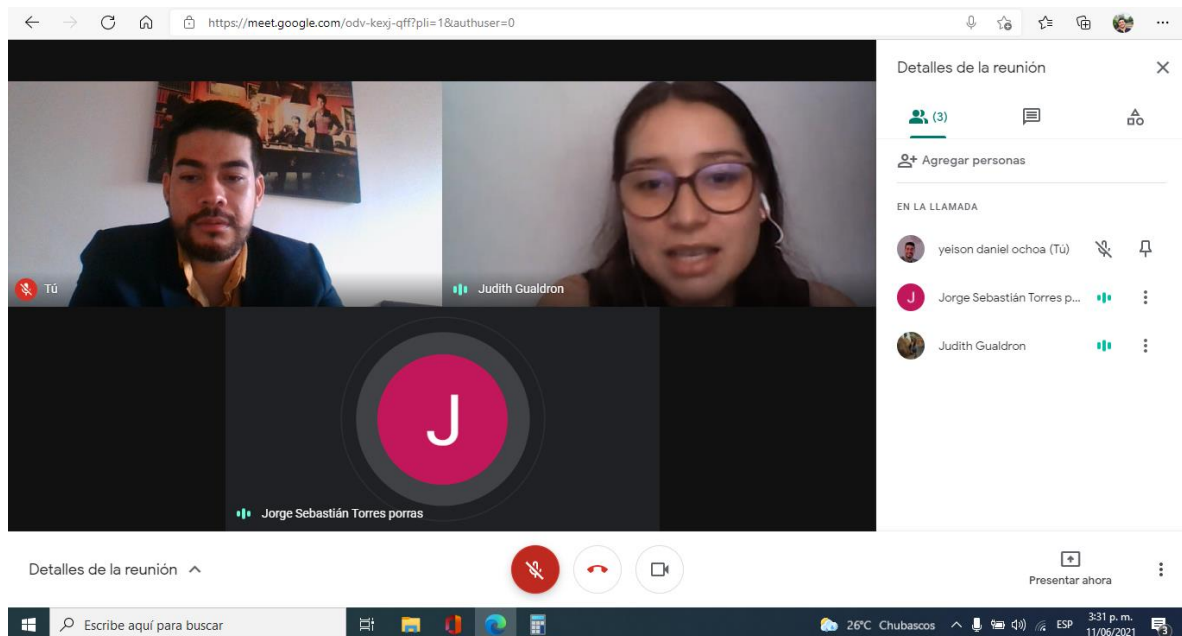 https://meet.google.com/odv-kexj-qff?pli=1&authuser=0
Detalles de la reunión
(3)
Agregar personas
EN LA LLAMADA
yeison daniel ochoa (Tú)
J
Jorge Sebastián Torres p...
Judith Gualdron
Tú
Judith Gualdron
J
Jorge Sebastián Torres porras
Detalles de la reunión
Presentar ahora
Escribe aquí para buscar
26°C Chubascos
ESP
3:31 p. m.
11/06/2021
3